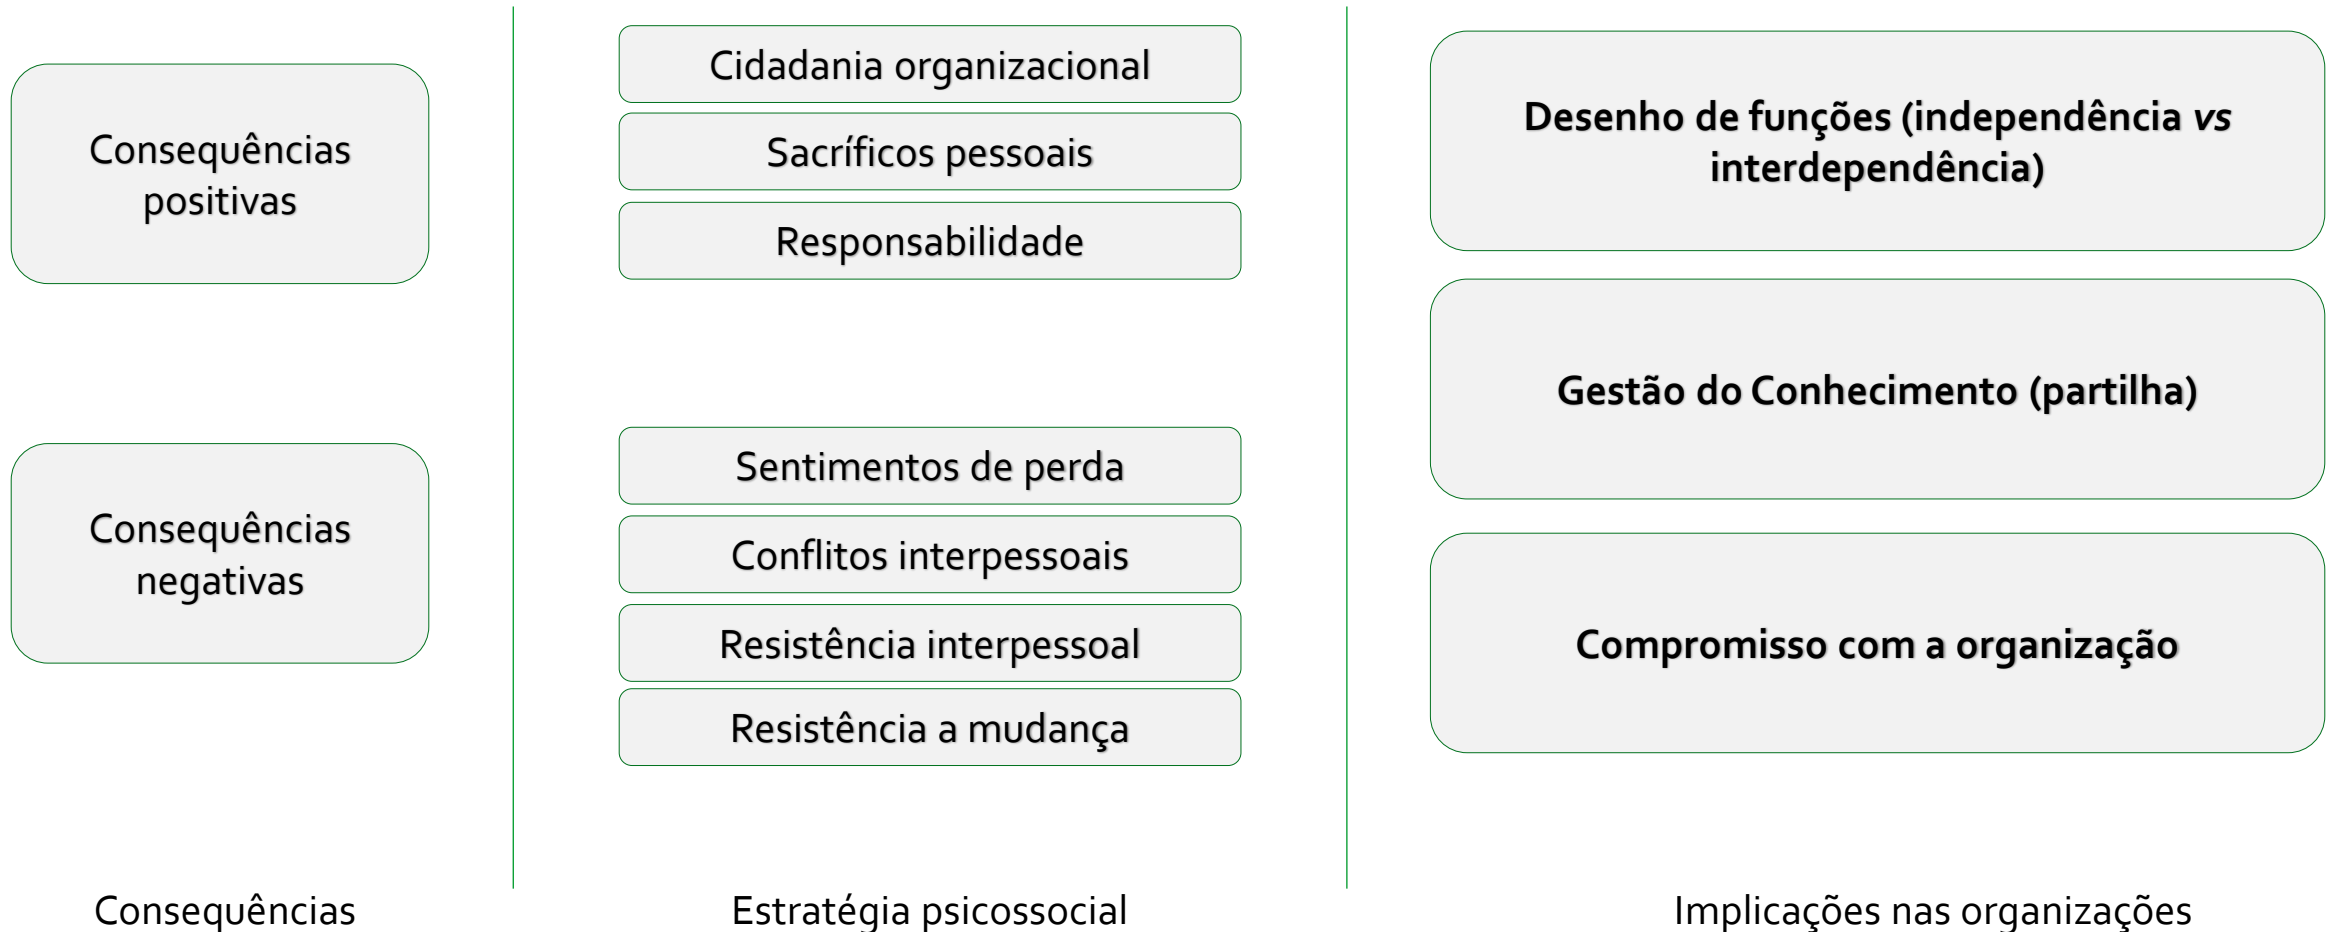 Consequências
positivas
Consequências
negativas
Consequências
Cidadania organizacional
Sacríficos pessoais
Responsabilidade
Sentimentos de perda
Conflitos interpessoais
Resistência interpessoal
Resistência a mudança
Estratégia psicossocial
Desenho de funções (independência vs
interdependência)
Gestão do Conhecimento (partilha)
Compromisso com a organização
Implicações nas organizações